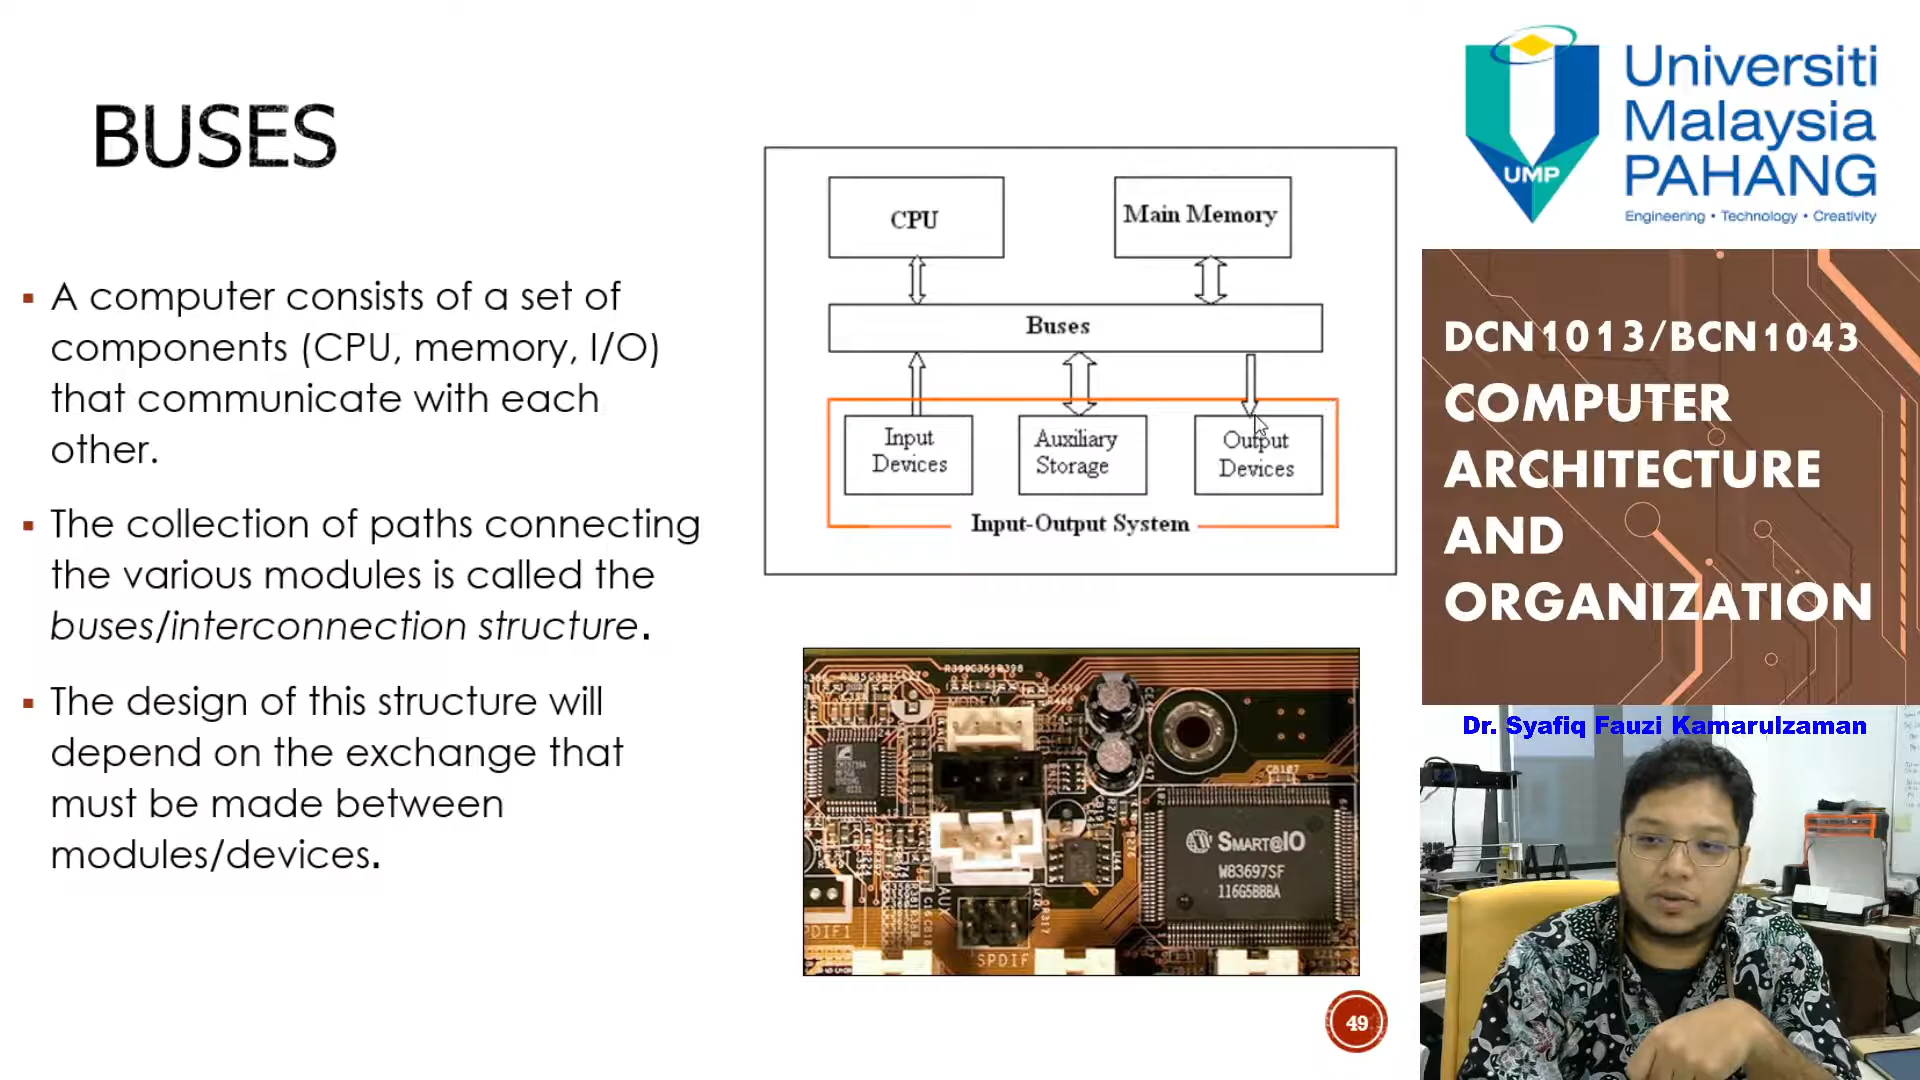 BUSES
▪ A computer consists of a set of
components (CPU, memory, I/O)
that communicate with each
other.
▪ The collection of paths connecting
the various modules is called the
buses/interconnection structure.
▪ The design of this structure will
depend on the exchange that
must be made between
modules/devices.
CPU
Main Memory
Buses
Input
Devices
Auxiliary
Storage
Output
Devices
Input-Output System
SMART@IO
W83697SF
116G5BBBA
AUX
SPDIF
49
UMP
Universiti
Malaysia
PAHANG
Engineering • Technology • Creativity
DCN1013/BCN1043
COMPUTER
ARCHITECTURE
AND
ORGANIZATION
Dr. Syafiq Fauzi Kamarulzaman